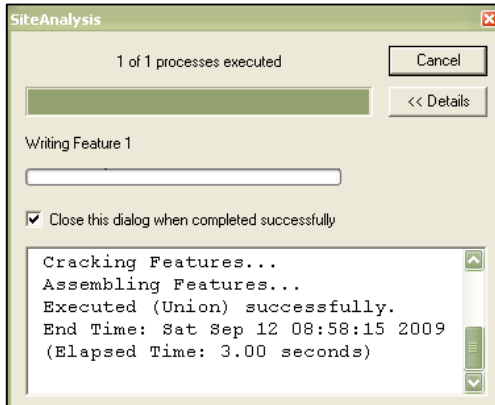 SiteAnalysis
1 of 1 processes executed
Cancel
<< Details
Writing Feature 1
Close this dialog when completed successfully
Cracking Features...
Assembling Features...
Executed (Union) successfully.
End Time: Sat Sep 12 08:58:15 2009
(Elapsed Time: 3.00 seconds)